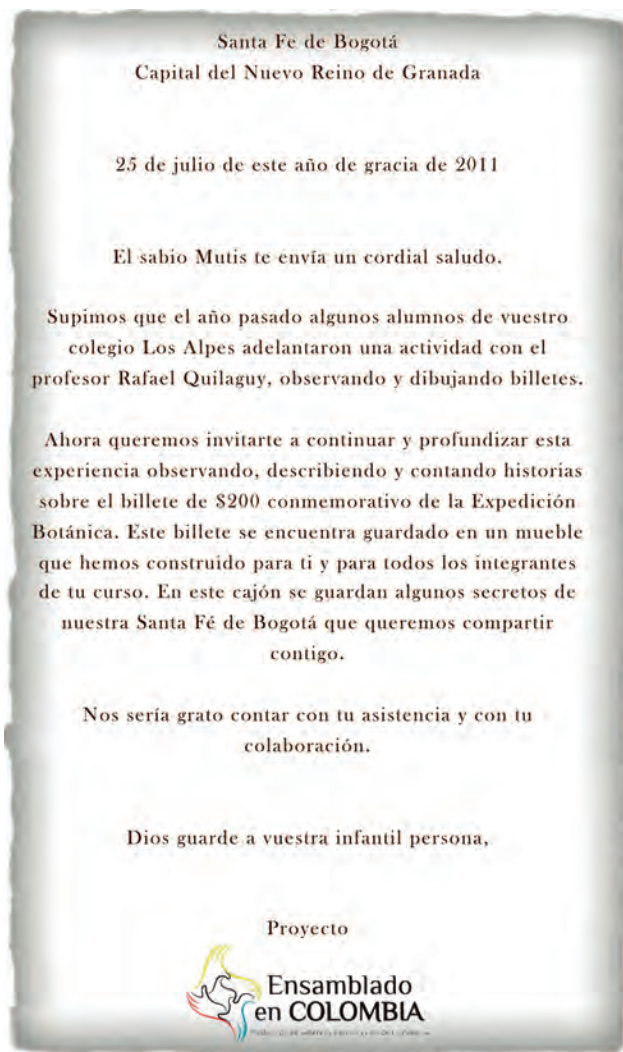 Santa Fe de Bogotá
Capital del Nuevo Reino de Granada
25 de julio de este año de gracia de 2011
El sabio Mutis te envía un cordial saludo.
Supimos que el año pasado algunos alumnos de vuestro
colegio Los Alpes adelantaron una actividad con el
profesor Rafael Quilaguy, observando y dibujando billetes.
Ahora queremos invitarte a continuar y profundizar esta
experiencia observando, describiendo y contando historias
sobre el billete de $200 conmemorativo de la Expedición
Botánica. Este billete se encuentra guardado en un mueble
que hemos construido para ti y para todos los integrantes
de tu curso. En este cajón se guardan algunos secretos de
nuestra Santa Fé de Bogotá que queremos compartir
contigo.
Nos sería grato contar con tu asistencia y con tu
colaboración.
Dios guarde a vuestra infantil persona,
Proyecto
Ensamblado
en COLOMBIA